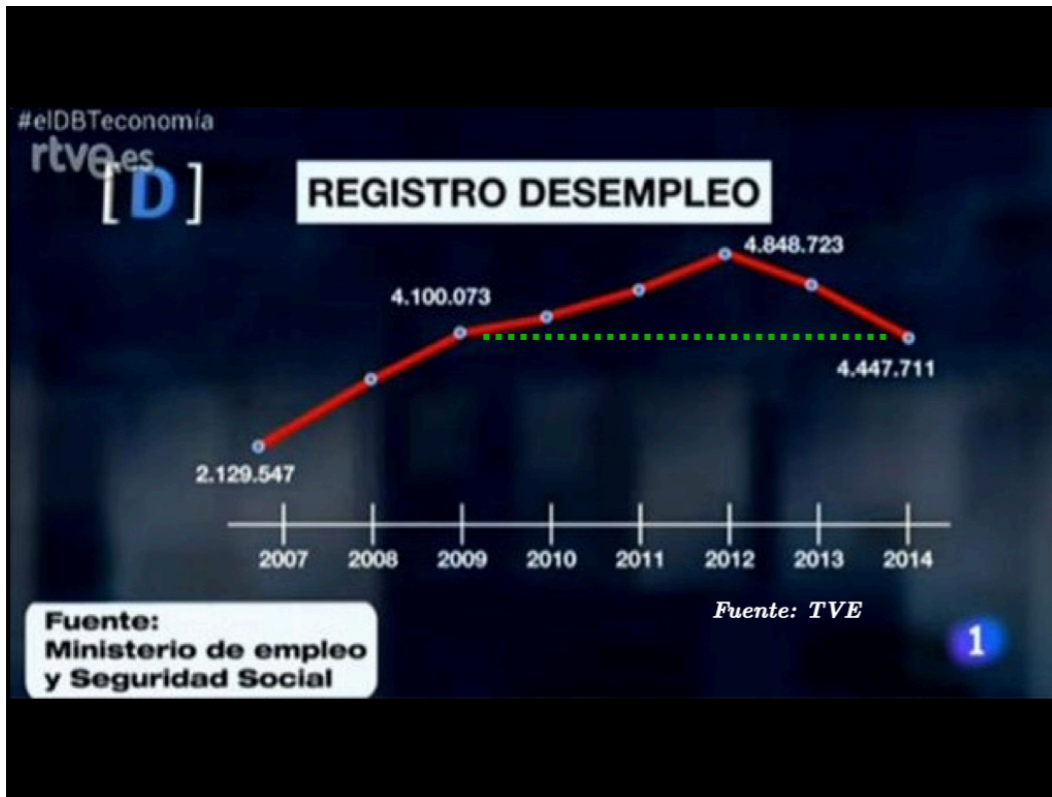 #elDBTeconomía
rtve.es
[D]
REGISTRO DESEMPLEO
4.848.723
4.100.073
4.447.711
2.129.547
2007 2008 2009 2010 2011 2012 2013 2014
Fuente: TVE
Fuente:
Ministerio de empleo
y Seguridad Social
1